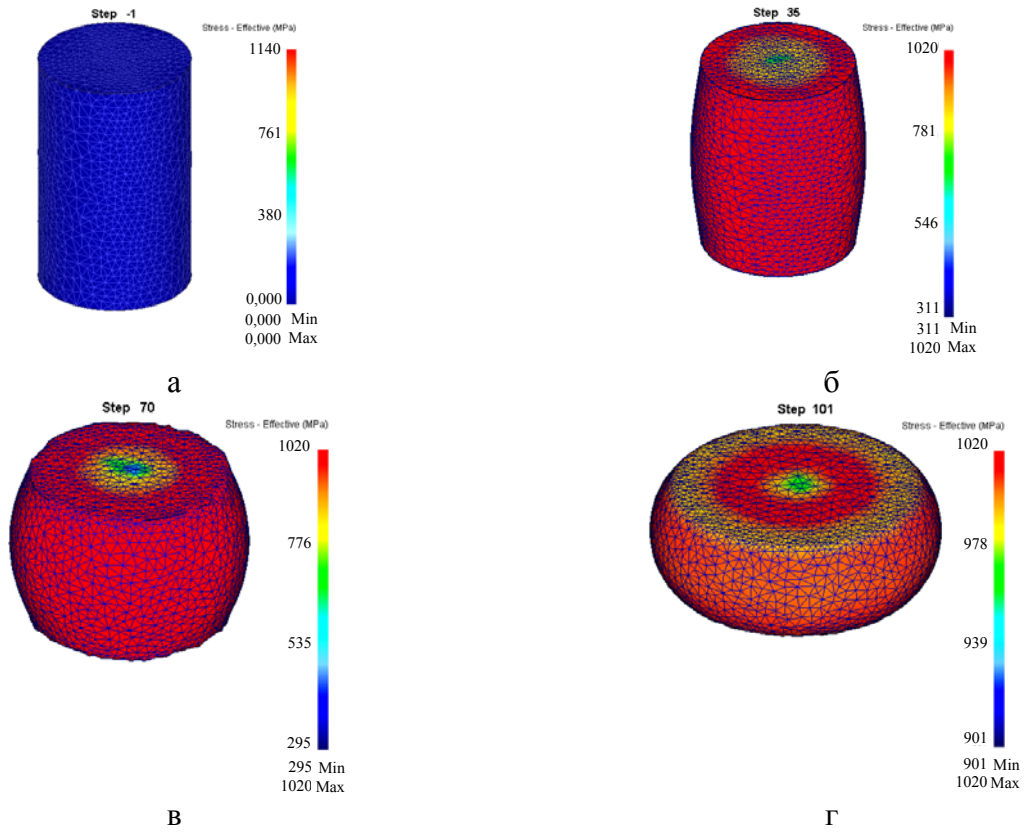 Step -1
Stress - Effective (MPa)
1140
761
380
0,000
0,000 Min
0,000 Max
а
Step 35
Stress - Effective (MPa)
1020
781
546
311
311 Min
1020 Max
б
Step 70
Stress - Effective (MPa)
1020
776
535
295
295 Min
1020 Max
в
Step 101
Stress - Effective (MPa)
1020
978
939
901
901 Min
1020 Max
г